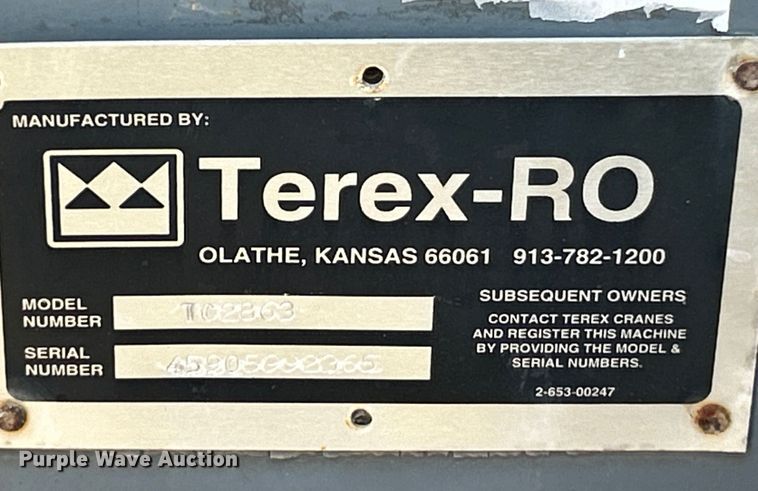 MANUFACTURED BY:
Terex-RO
OLATHE, KANSAS 66061 913-782-1200
MODEL
NUMBER TC2863
SERIAL
NUMBER
SUBSEQUENT OWNERS
CONTACT TEREX CRANES
AND REGISTER THIS MACHINE
BY PROVIDING THE MODEL &
SERIAL NUMBERS.
2-653-00247
Purple Wave Auction